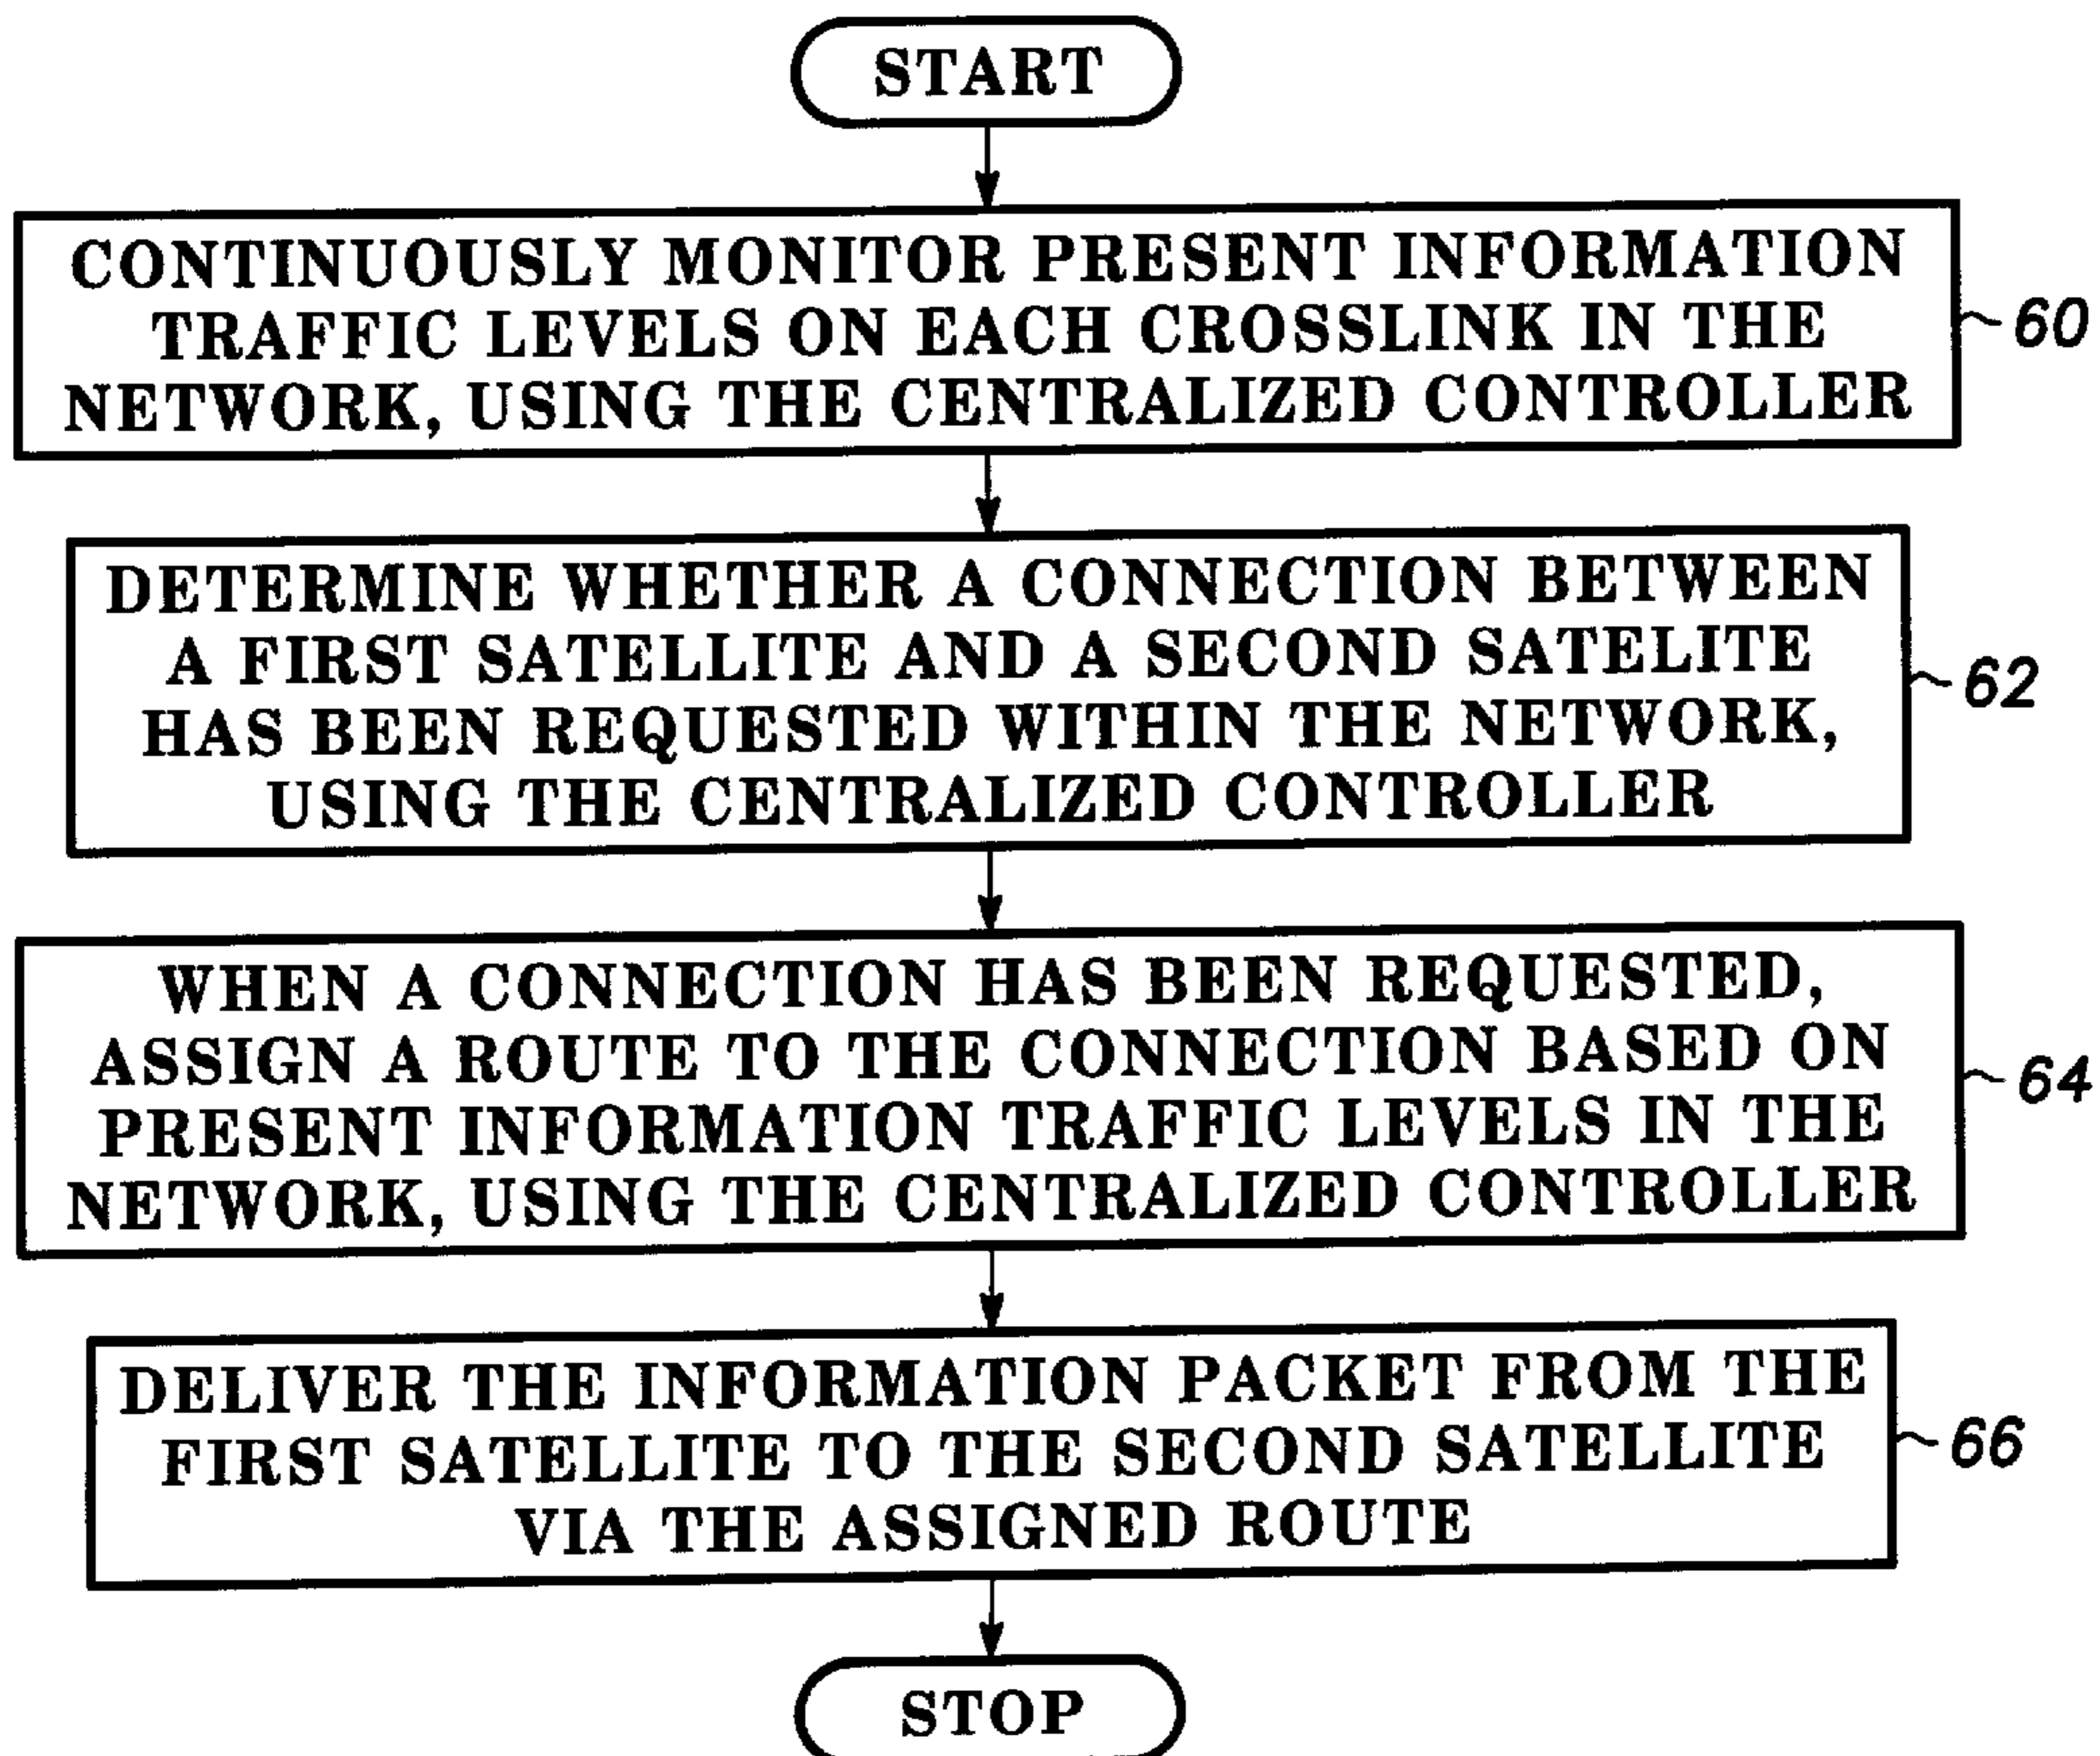 START
CONTINUOUSLY MONITOR PRESENT INFORMATION
TRAFFIC LEVELS ON EACH CROSSLINK IN THE
NETWORK, USING THE CENTRALIZED CONTROLLER
60
DETERMINE WHETHER A CONNECTION BETWEEN
A FIRST SATELLITE AND A SECOND SATELITE
HAS BEEN REQUESTED WITHIN THE NETWORK,
USING THE CENTRALIZED CONTROLLER
62
WHEN A CONNECTION HAS BEEN REQUESTED,
ASSIGN A ROUTE TO THE CONNECTION BASED ON
PRESENT INFORMATION TRAFFIC LEVELS IN THE
NETWORK, USING THE CENTRALIZED CONTROLLER
64
DELIVER THE INFORMATION PACKET FROM THE
FIRST SATELLITE TO THE SECOND SATELLITE
VIA THE ASSIGNED ROUTE
66
STOP